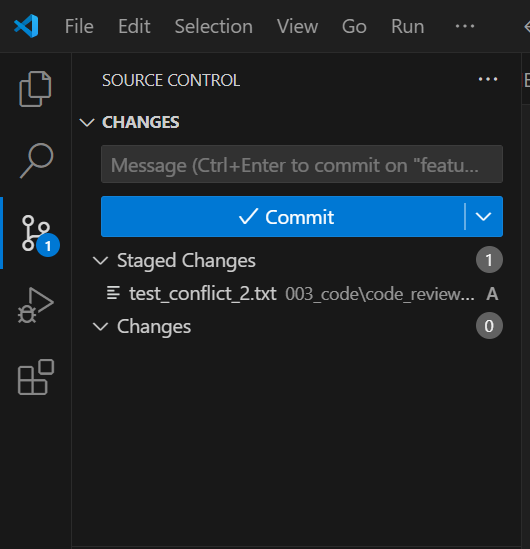 File Edit Selection View Go Run ...
SOURCE CONTROL ...
CHANGES
Message (Ctrl+Enter to commit on "featu...
Commit
Staged Changes 1
1
test_conflict_2.txt 003_code\code_review... A
Changes 0